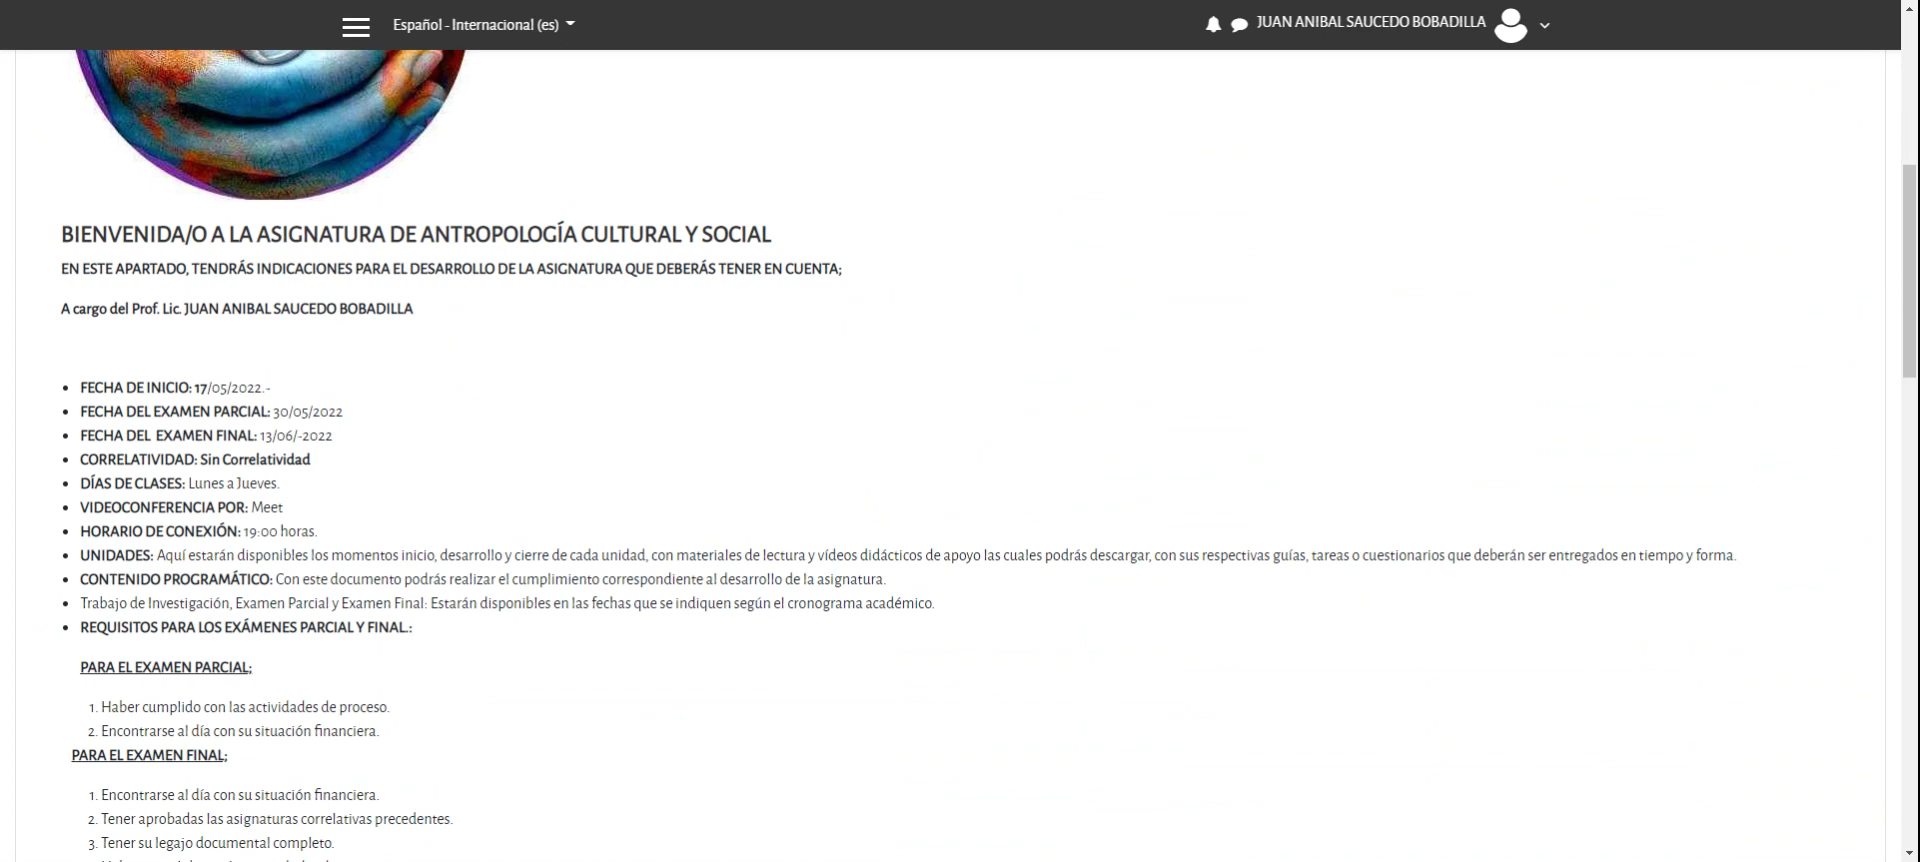 Español - Internacional (es)
JUAN ANIBAL SAUCEDO BOBADILLA
BIENVENIDA/O A LA ASIGNATURA DE ANTROPOLOGÍA CULTURAL Y SOCIAL
EN ESTE APARTADO, TENDRÁS INDICACIONES PARA EL DESARROLLO DE LA ASIGNATURA QUE DEBERÁS TENER EN CUENTA;
A cargo del Prof. Lic. JUAN ANIBAL SAUCEDO BOBADILLA
• FECHA DE INICIO: 17/05/2022.-
• FECHA DEL EXAMEN PARCIAL: 30/05/2022
• FECHA DEL EXAMEN FINAL: 13/06/-2022
• CORRELATIVIDAD: Sin Correlatividad
• DÍAS DE CLASES: Lunes a Jueves.
• VIDEOCONFERENCIA POR: Meet
• HORARIO DE CONEXIÓN: 19:00 horas.
• UNIDADES: Aquí estarán disponibles los momentos inicio, desarrollo y cierre de cada unidad, con materiales de lectura y vídeos didácticos de apoyo las cuales podrás descargar, con sus respectivas guías, tareas o cuestionarios que deberán ser entregados en tiempo y forma.
• CONTENIDO PROGRAMÁTICO: Con este documento podrás realizar el cumplimiento correspondiente al desarrollo de la asignatura.
• Trabajo de Investigación, Examen Parcial y Examen Final: Estarán disponibles en las fechas que se indiquen según el cronograma académico.
• REQUISITOS PARA LOS EXÁMENES PARCIAL Y FINAL.:
PARA EL EXAMEN PARCIAL;
1. Haber cumplido con las actividades de proceso.
2. Encontrarse al día con su situación financiera.
PARA EL EXAMEN FINAL;
1. Encontrarse al día con su situación financiera.
2. Tener aprobadas las asignaturas correlativas precedentes.
3. Tener su legajo documental completo.